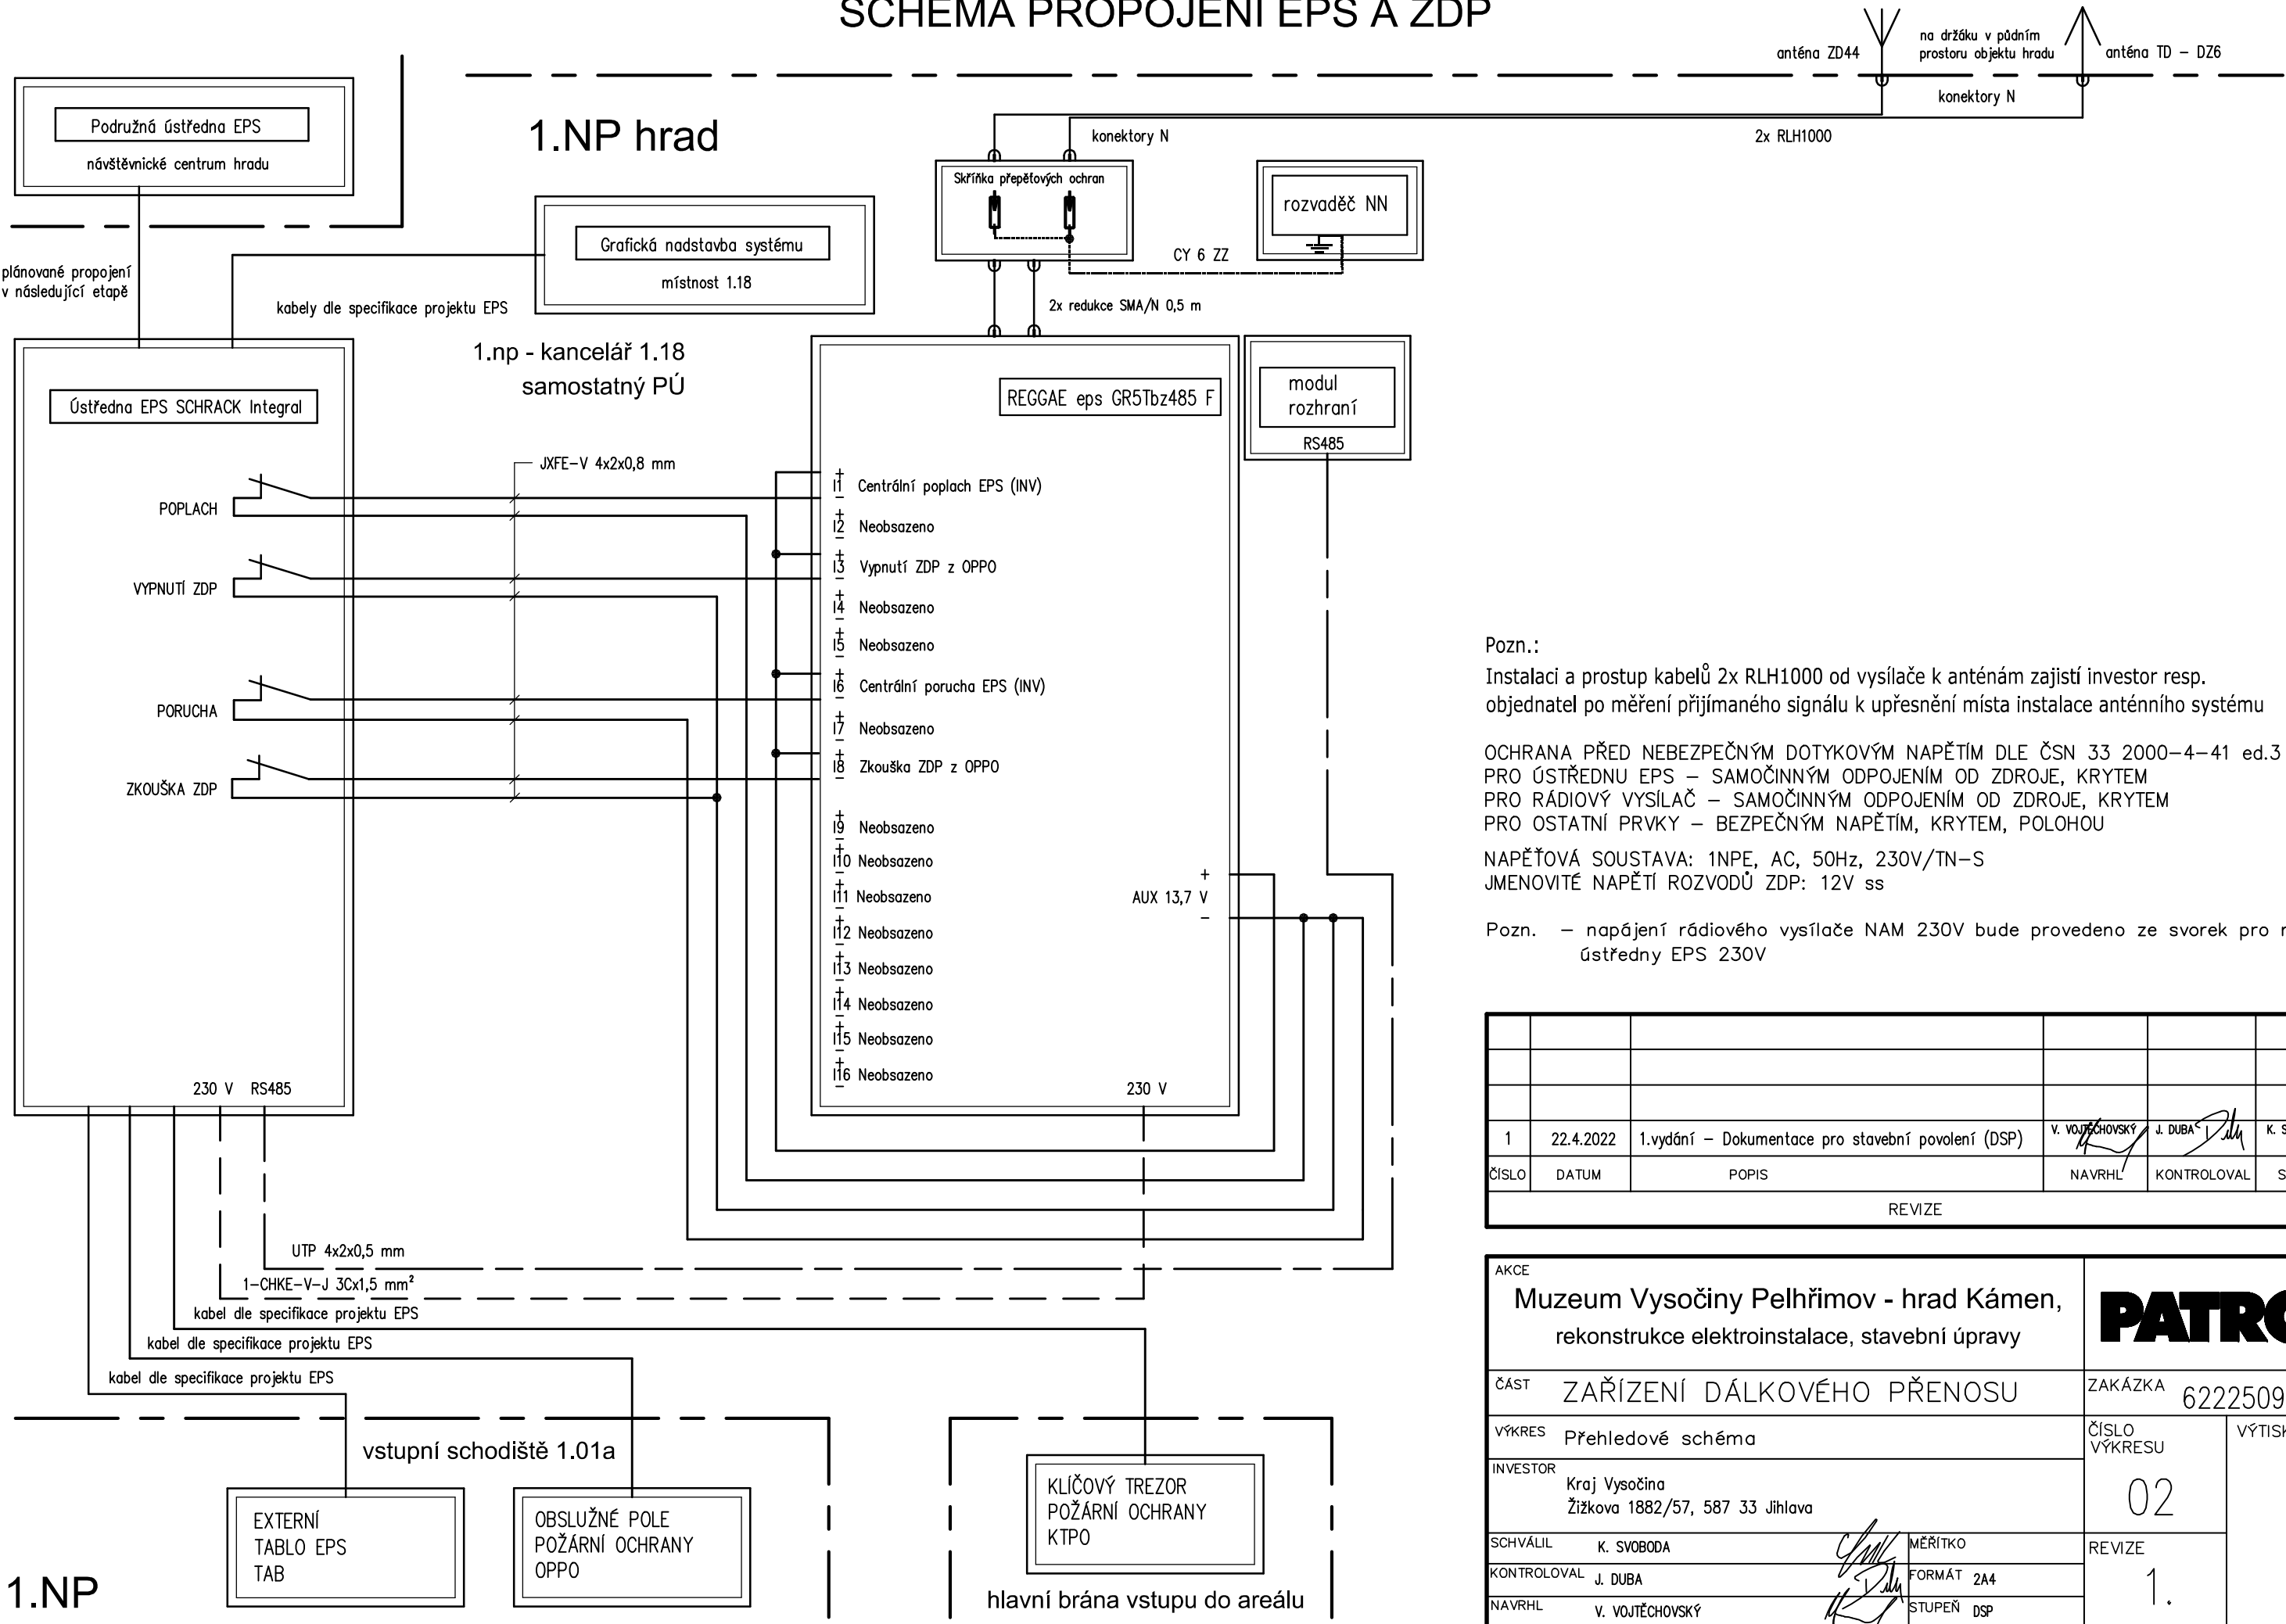 SCHÉMA PROPOJENÍ EPS A ZDP
anténa ZD44
na držáku v půdním
prostoru objektu hradu
anténa TD – DZ6
konektory N
2x RLH1000
Podružná ústředna EPS
návštěvnické centrum hradu
1.NP hrad
konektory N
Skříňka přepěťových ochran
rozvaděč NN
CY 6 ZZ
Grafická nadstavba systému
místnost 1.18
plánované propojení
v následující etapě
kabely dle specifikace projektu EPS
2x redukce SMA/N 0,5 m
1.np - kancelář 1.18
samostatný PÚ
Ústředna EPS SCHRACK Integral
REGGAE eps GR5Tbz485 F
modul
rozhraní
RS485
JXFE–V 4x2x0,8 mm
POPLACH
VYPNUTÍ ZDP
PORUCHA
ZKOUŠKA ZDP
+
I1 Centrální poplach EPS (INV)
–
+
I2 Neobsazeno
–
+
I3 Vypnutí ZDP z OPPO
–
+
I4 Neobsazeno
–
+
I5 Neobsazeno
–
+
I6 Centrální porucha EPS (INV)
–
+
I7 Neobsazeno
–
+
I8 Zkouška ZDP z OPPO
–
+
I9 Neobsazeno
–
+
I10 Neobsazeno
–
+
I11 Neobsazeno
–
+
I12 Neobsazeno
–
+
I13 Neobsazeno
–
+
I14 Neobsazeno
–
+
I15 Neobsazeno
–
+
I16 Neobsazeno
–
+
AUX 13,7 V
–
230 V
230 V RS485
UTP 4x2x0,5 mm
1–CHKE–V–J 3Cx1,5 mm²
kabel dle specifikace projektu EPS
kabel dle specifikace projektu EPS
kabel dle specifikace projektu EPS
vstupní schodiště 1.01a
EXTERNÍ
TABLO EPS
TAB
OBSLUŽNÉ POLE
POŽÁRNÍ OCHRANY
OPPO
KLÍČOVÝ TREZOR
POŽÁRNÍ OCHRANY
KTPO
1.NP
hlavní brána vstupu do areálu
Pozn.:
Instalaci a prostup kabelů 2x RLH1000 od vysílače k anténám zajistí investor resp.
objednatel po měření přijímaného signálu k upřesnění místa instalace anténního systému
OCHRANA PŘED NEBEZPEČNÝM DOTYKOVÝM NAPĚTÍM DLE ČSN 33 2000–4–41 ed.3
PRO ÚSTŘEDNU EPS – SAMOČINNÝM ODPOJENÍM OD ZDROJE, KRYTEM
PRO RÁDIOVÝ VYSÍLAČ – SAMOČINNÝM ODPOJENÍM OD ZDROJE, KRYTEM
PRO OSTATNÍ PRVKY – BEZPEČNÝM NAPĚTÍM, KRYTEM, POLOHOU
NAPĚŤOVÁ SOUSTAVA: 1NPE, AC, 50Hz, 230V/TN–S
JMENOVITÉ NAPĚTÍ ROZVODŮ ZDP: 12V ss
Pozn. – napájení rádiového vysílače NAM 230V bude provedeno ze svorek pro
ústředny EPS 230V
1 22.4.2022 1.vydání – Dokumentace pro stavební povolení (DSP) V. VOJTĚCHOVSKÝ J. DUBA K.
ČÍSLO DATUM POPIS NAVRHL KONTROLOVAL
REVIZE
AKCE
Muzeum Vysočiny Pelhřimov - hrad Kámen,
rekonstrukce elektroinstalace, stavební úpravy
ČÁST ZAŘÍZENÍ DÁLKOVÉHO PŘENOSU
ZAKÁZKA 6222509
VÝKRES Přehledové schéma
ČÍSLO
VÝKRESU
02
INVESTOR
Kraj Vysočina
Žižkova 1882/57, 587 33 Jihlava
SCHVÁLIL K. SVOBODA MĚŘÍTKO
REVIZE
1.
KONTROLOVAL J. DUBA FORMÁT 2A4
NAVRHL V. VOJTĚCHOVSKÝ STUPEŇ DSP